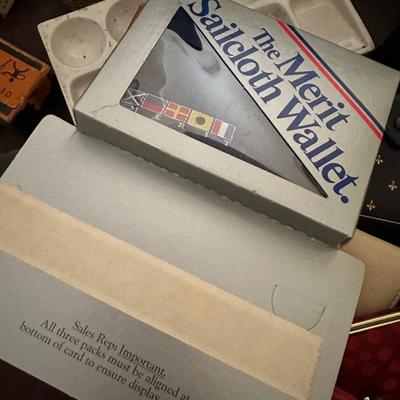 The Merit
Sailcloth Wallet.
Sales Rep: Important.
All three packs must be aligned at
bottom of card to ensure display